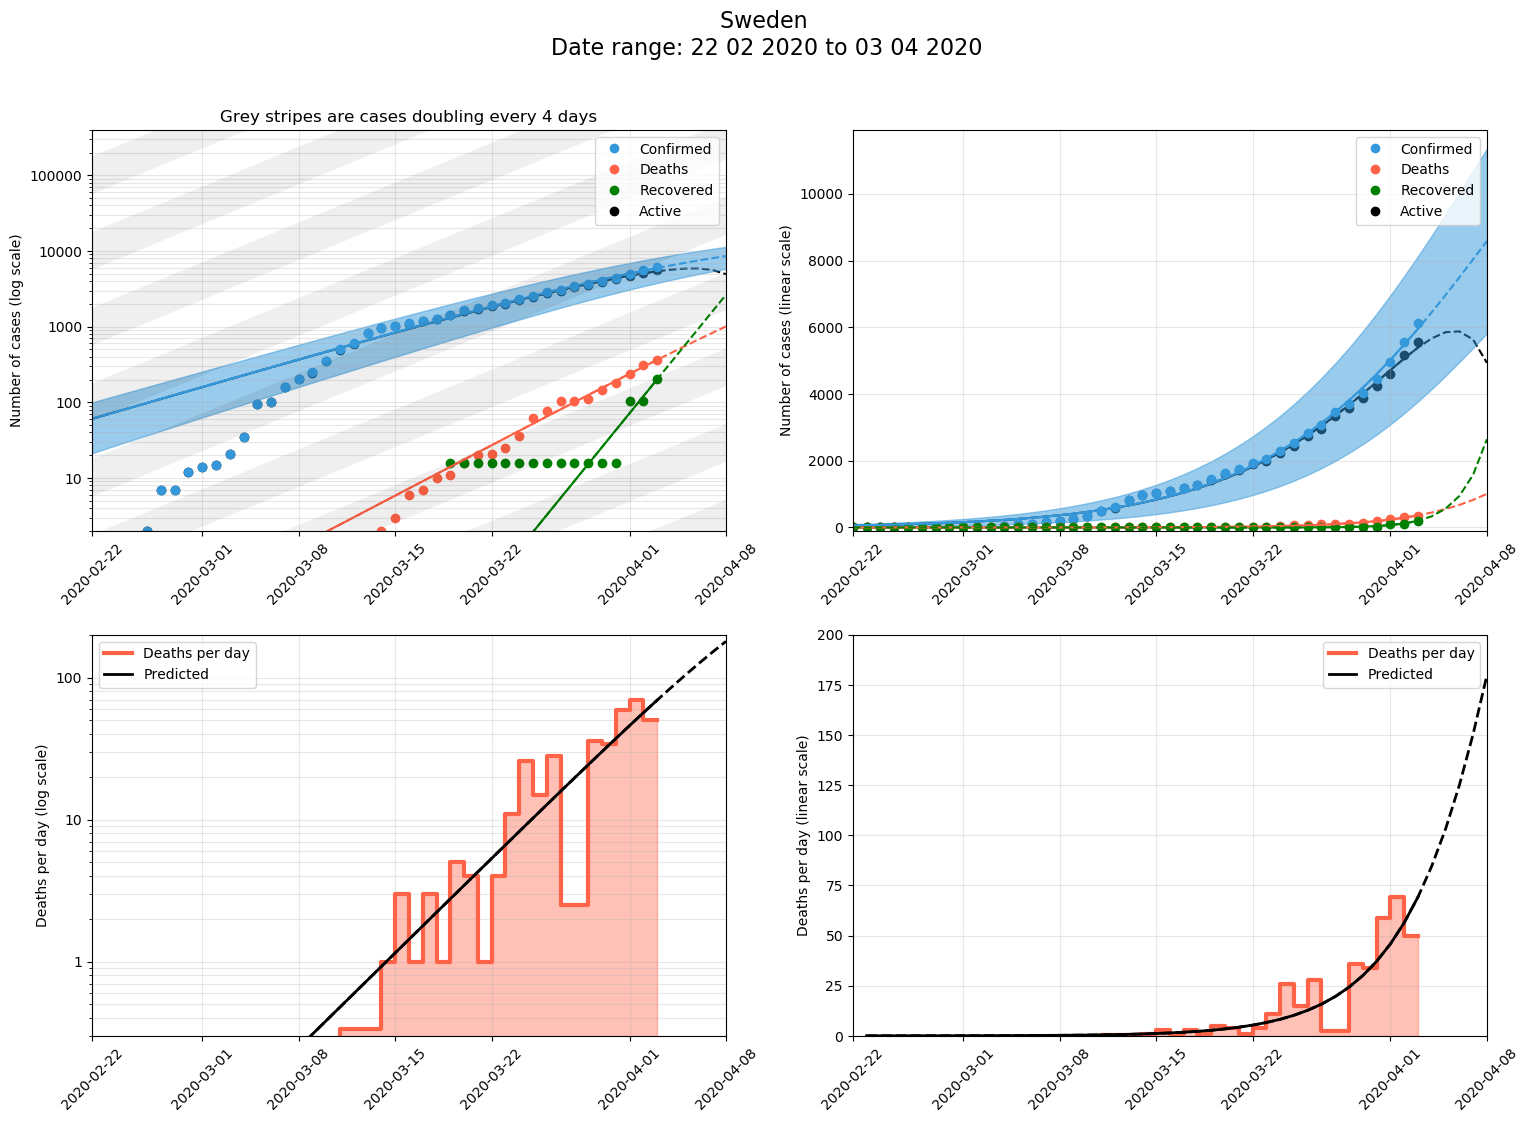 Sweden
Date range: 22 02 2020 to 03 04 2020
Grey stripes are cases doubling every 4 days
Number of cases (log scale)
100000
10000
1000
100
10
Confirmed
Deaths
Recovered
Active
2020-02-22
2020-03-01
2020-03-08
2020-03-15
2020-03-22
2020-04-01
2020-04-08
Number of cases (linear scale)
10000
8000
6000
4000
2000
0
Confirmed
Deaths
Recovered
Active
2020-02-22
2020-03-01
2020-03-08
2020-03-15
2020-03-22
2020-04-01
2020-04-08
Deaths per day (log scale)
100
10
1
Deaths per day
Predicted
2020-02-22
2020-03-01
2020-03-08
2020-03-15
2020-03-22
2020-04-01
2020-04-08
Deaths per day (linear scale)
200
175
150
125
100
75
50
25
0
Deaths per day
Predicted
2020-02-22
2020-03-01
2020-03-08
2020-03-15
2020-03-22
2020-04-01
2020-04-08